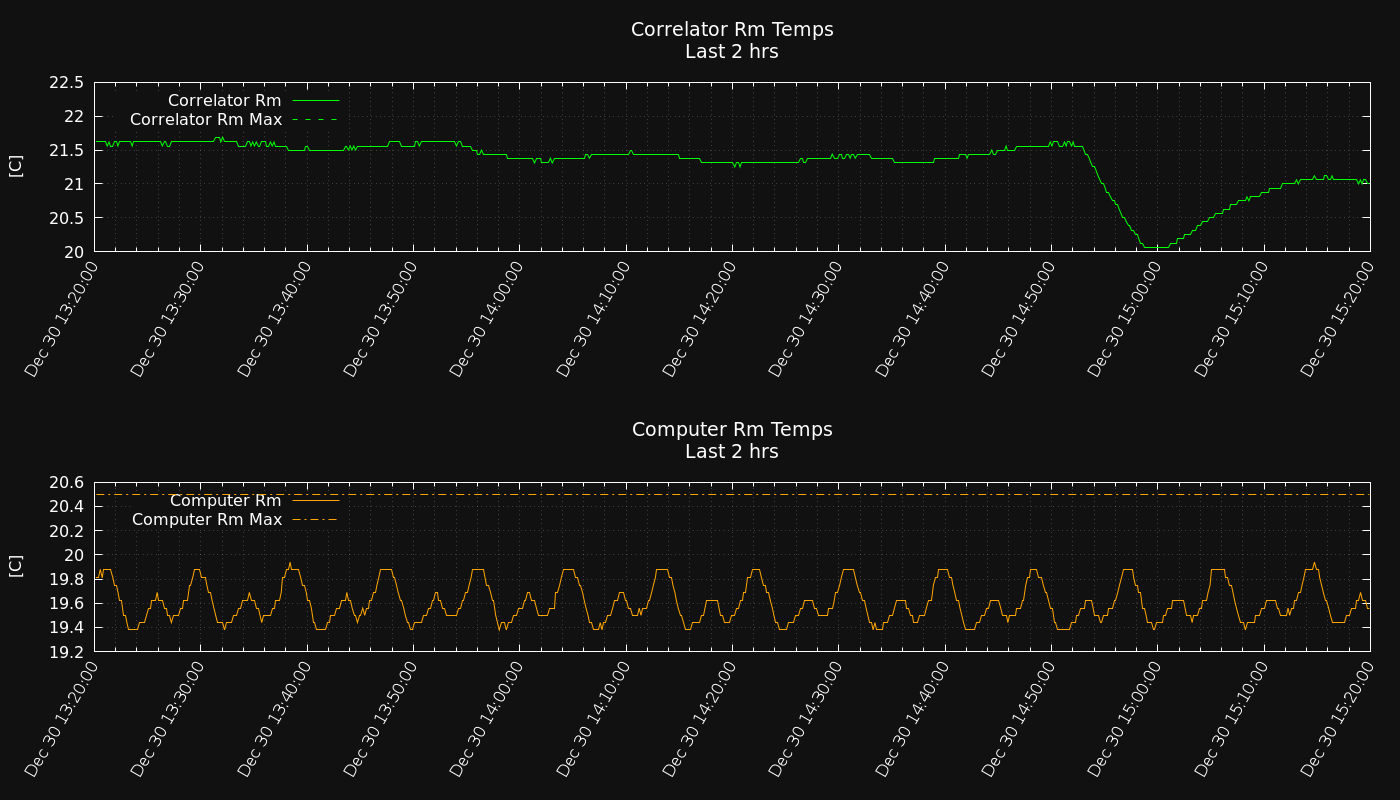 Correlator Rm Temps
Last 2 hrs
22.5
22
21.5
21
20.5
20
[C]
Correlator Rm
Correlator Rm Max
Dec 30 13:20:00
Dec 30 13:30:00
Dec 30 13:40:00
Dec 30 13:50:00
Dec 30 14:00:00
Dec 30 14:10:00
Dec 30 14:20:00
Dec 30 14:30:00
Dec 30 14:40:00
Dec 30 14:50:00
Dec 30 15:00:00
Dec 30 15:10:00
Dec 30 15:20:00
Computer Rm Temps
Last 2 hrs
20.6
20.4
20.2
20
19.8
19.6
19.4
19.2
[C]
Computer Rm
Computer Rm Max
Dec 30 13:20:00
Dec 30 13:30:00
Dec 30 13:40:00
Dec 30 13:50:00
Dec 30 14:00:00
Dec 30 14:10:00
Dec 30 14:20:00
Dec 30 14:30:00
Dec 30 14:40:00
Dec 30 14:50:00
Dec 30 15:00:00
Dec 30 15:10:00
Dec 30 15:20:00